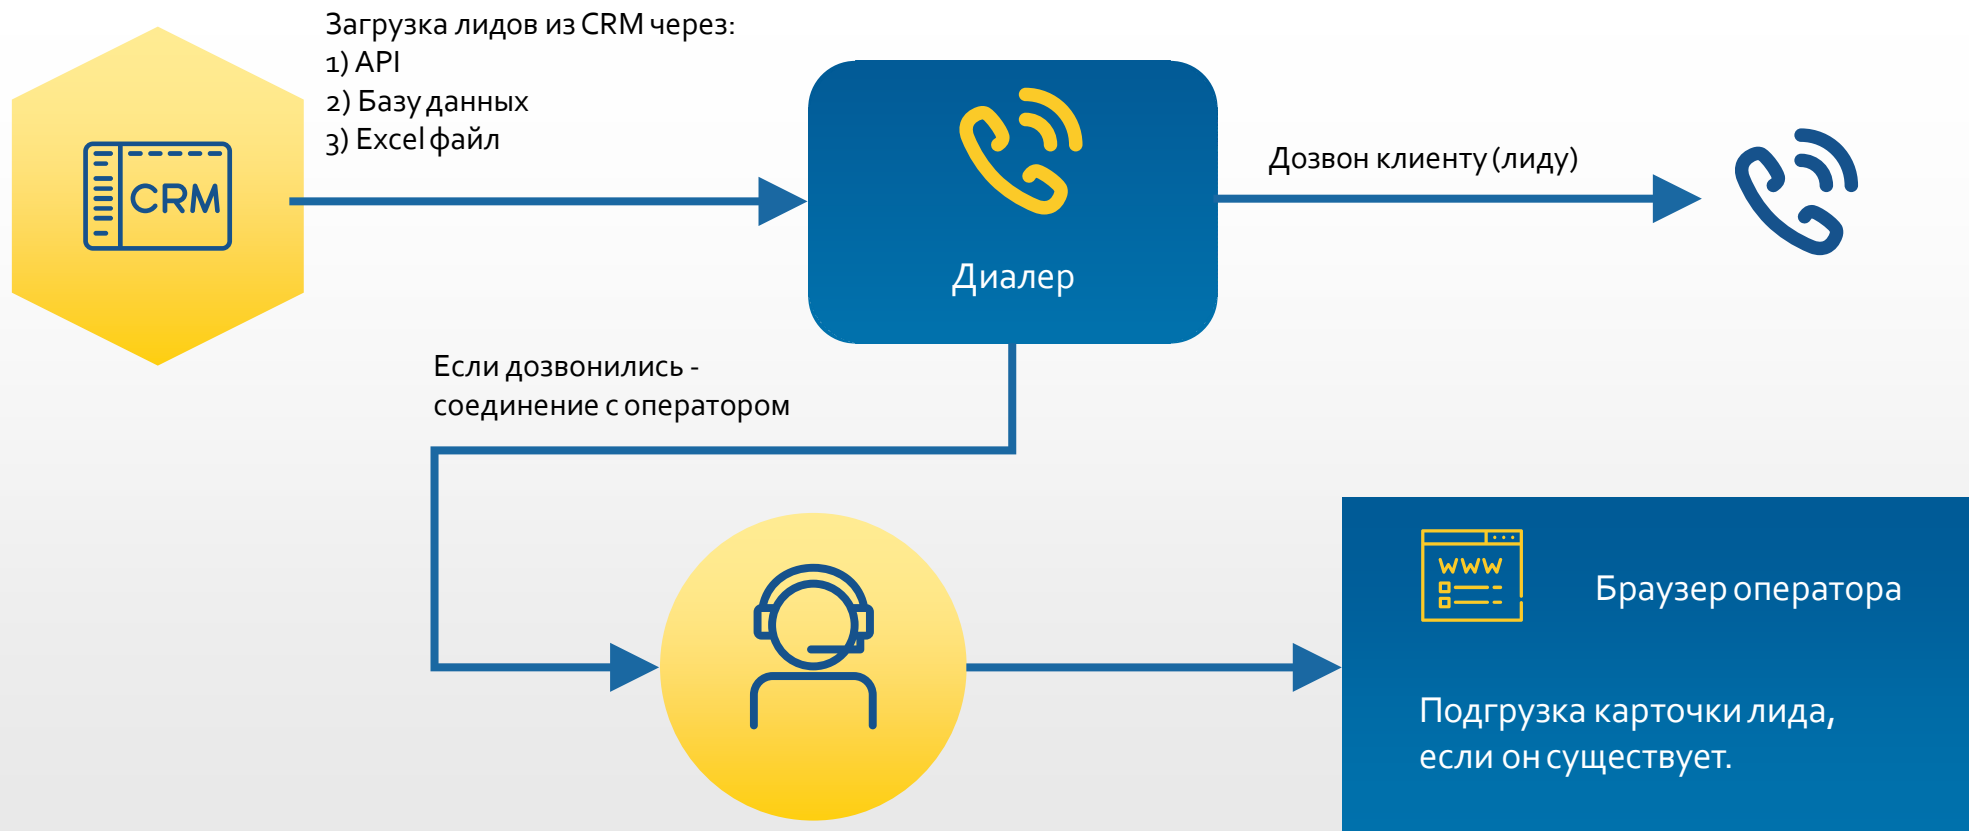 Загрузка лидов из CRM через:
1) API
2) Базу данных
3) Excel файл
CRM
Диалер
Дозвон клиенту (лиду)
Если дозвонились -
соединение с оператором
WWW
Браузер оператора
Подгрузка карточки лида,
если он существует.